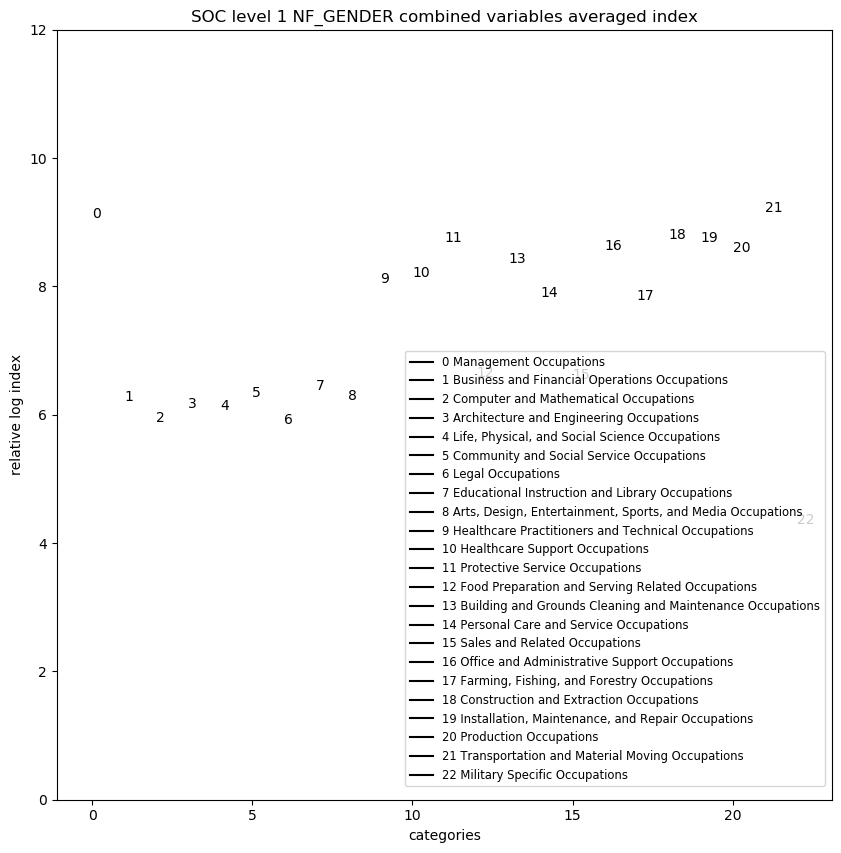 SOC level 1 NF_GENDER combined variables averaged index
12
10
8
6
4
2
0
relative log index
0
1
2
3
4
5
6
7
8
9
10
11
12
13
14
15
16
17
18
19
20
21
22
0 Management Occupations
1 Business and Financial Operations Occupations
2 Computer and Mathematical Occupations
3 Architecture and Engineering Occupations
4 Life, Physical, and Social Science Occupations
5 Community and Social Service Occupations
6 Legal Occupations
7 Educational Instruction and Library Occupations
8 Arts, Design, Entertainment, Sports, and Media Occupations
9 Healthcare Practitioners and Technical Occupations
10 Healthcare Support Occupations
11 Protective Service Occupations
12 Food Preparation and Serving Related Occupations
13 Building and Grounds Cleaning and Maintenance Occupations
14 Personal Care and Service Occupations
15 Sales and Related Occupations
16 Office and Administrative Support Occupations
17 Farming, Fishing, and Forestry Occupations
18 Construction and Extraction Occupations
19 Installation, Maintenance, and Repair Occupations
20 Production Occupations
21 Transportation and Material Moving Occupations
22 Military Specific Occupations
0
5
10
15
20
categories